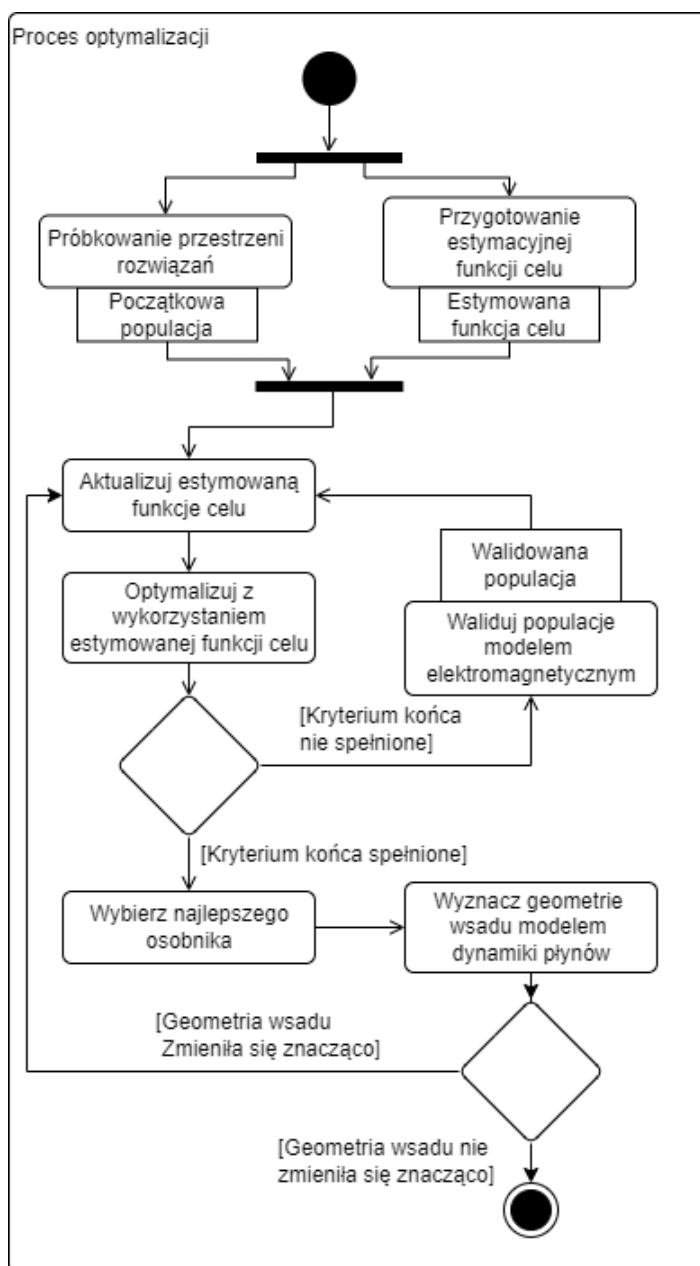 Proces optymalizacji
Próbkowanie przestrzeni
rozwiązań
Początkowa
populacja
Przygotowanie
estymacyjnej
funkcji celu
Estymowana
funkcja celu
Aktualizuj estymowaną
funkcje celu
Optymalizuj z
wykorzystaniem
estymowanej funkcji celu
Walidowana
populacja
Waliduj populacje
modelem
elektromagnetycznym
[Kryterium końca
nie spełnione]
[Kryterium końca spełnione]
Wybierz najlepszego
osobnika
Wyznacz geometrie
wsadu modelem
dynamiki płynów
[Geometria wsadu
Zmieniła się znacząco]
[Geometria wsadu nie
zmieniła się znacząco]